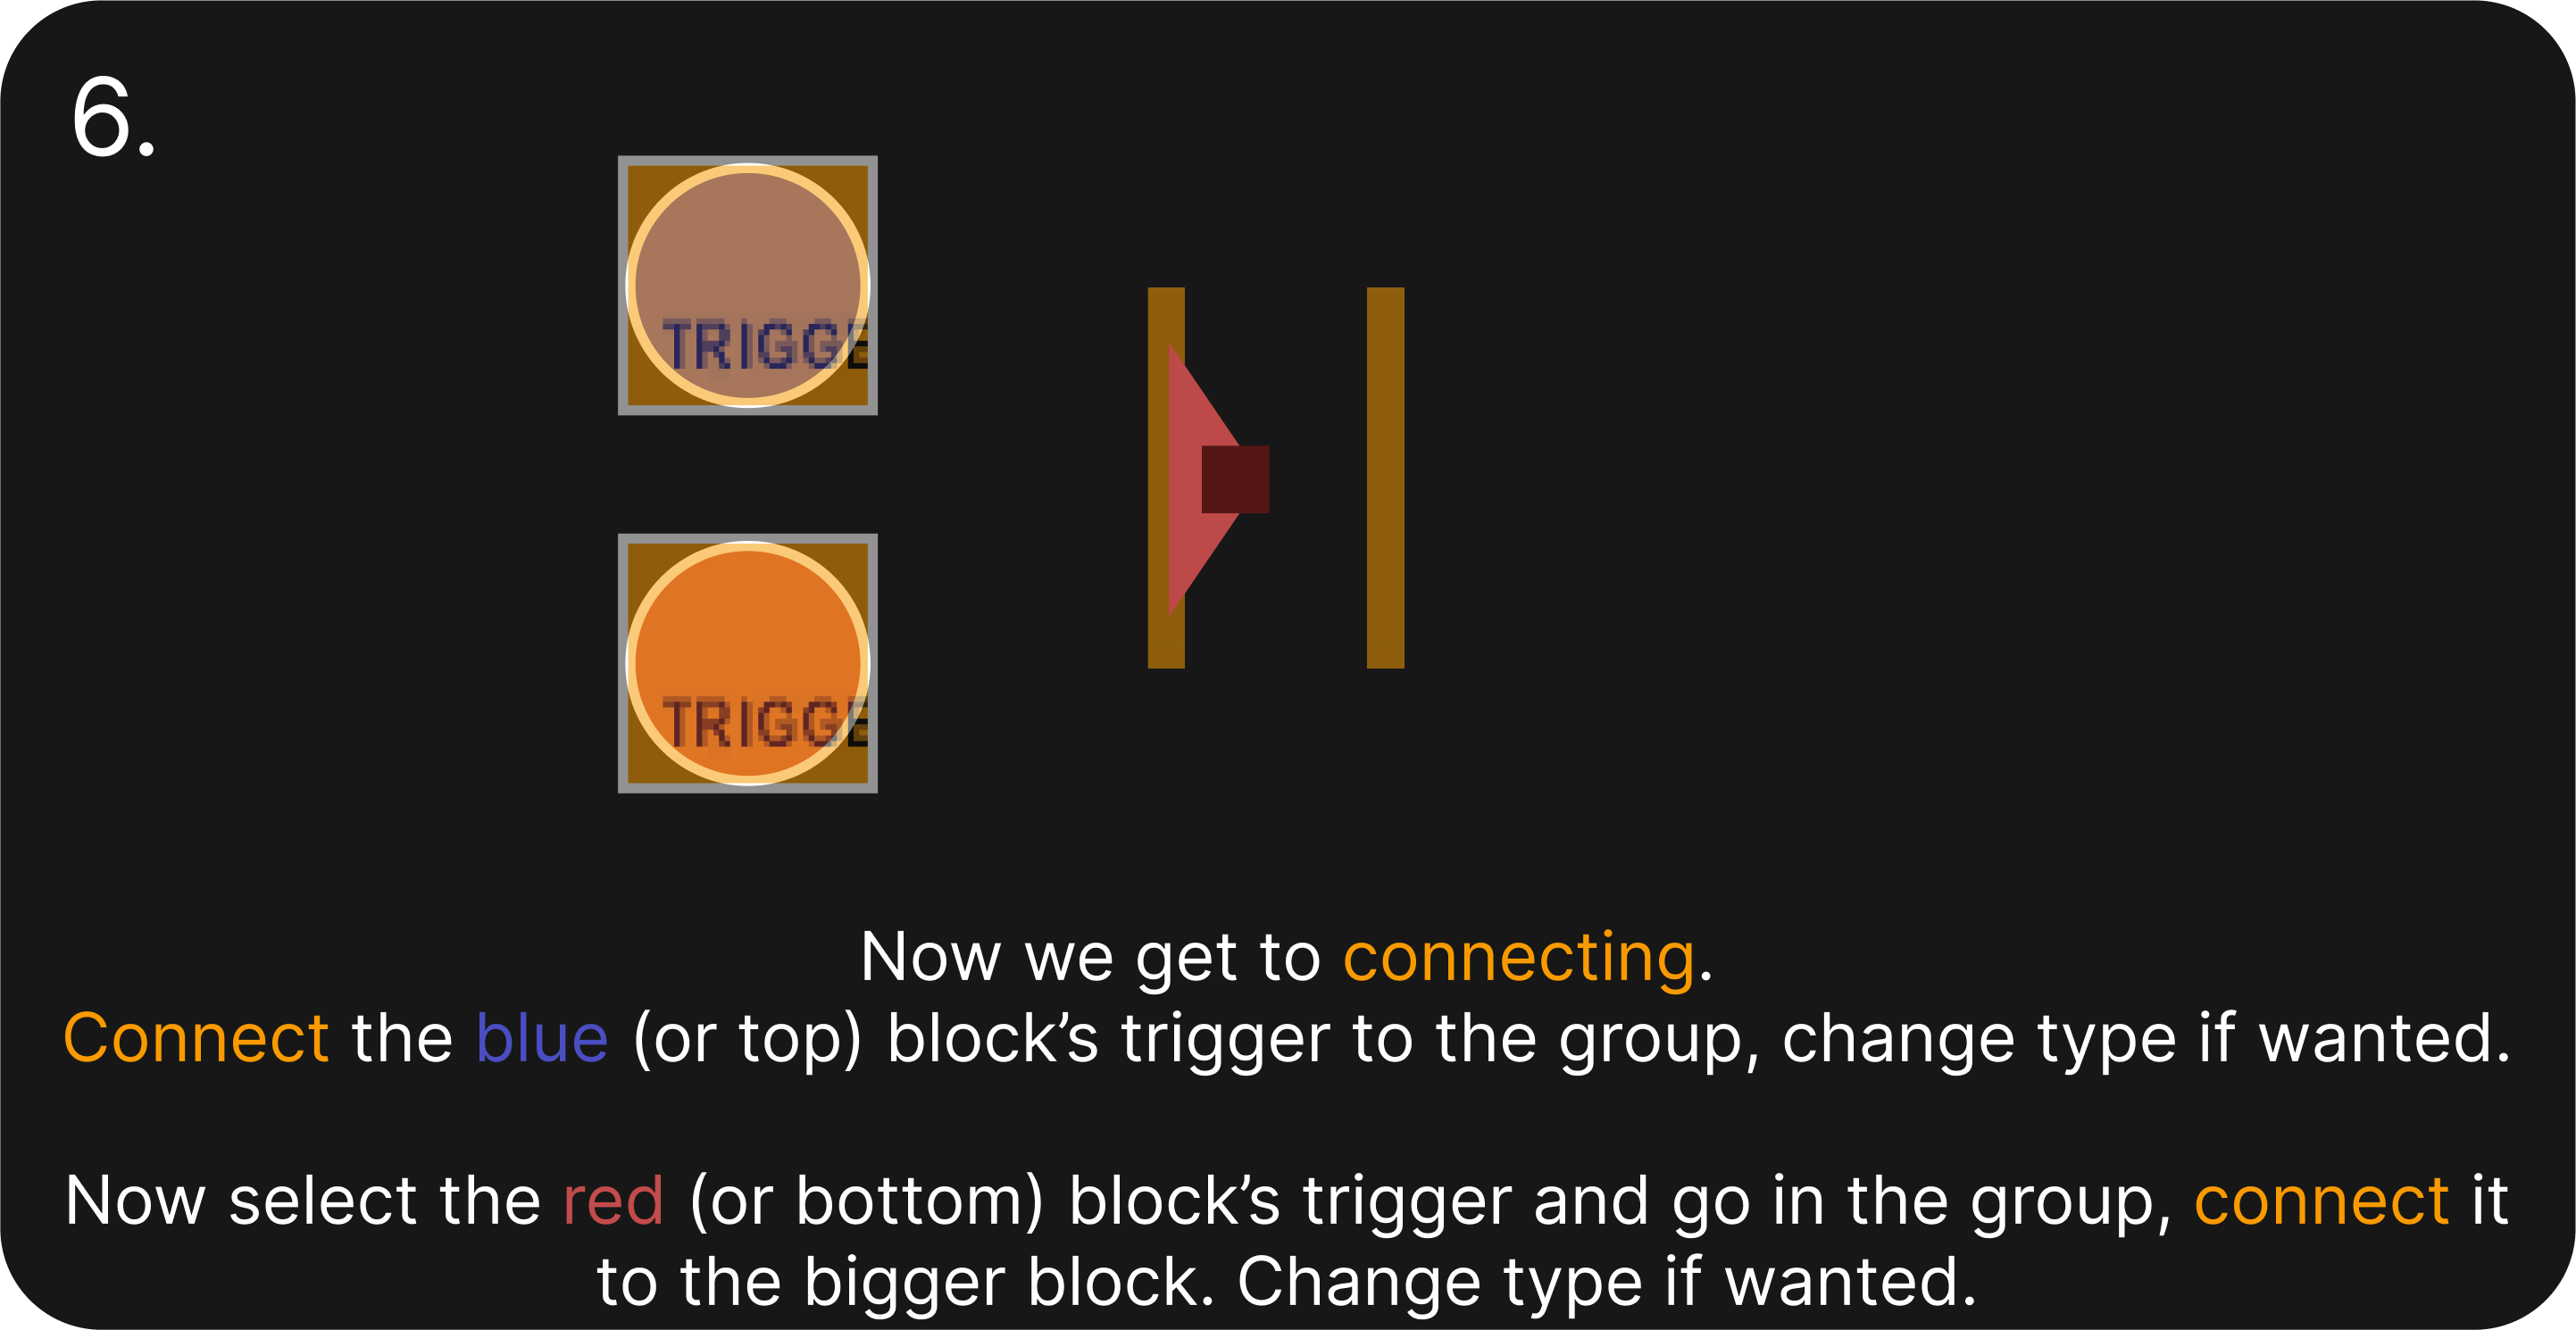 6.
TRIGGE
TRIGGE
Now we get to connecting.
Connect the blue (or top) block’s trigger to the group, change type if wanted.
Now select the red (or bottom) block’s trigger and go in the group, connect it
to the bigger block. Change type if wanted.